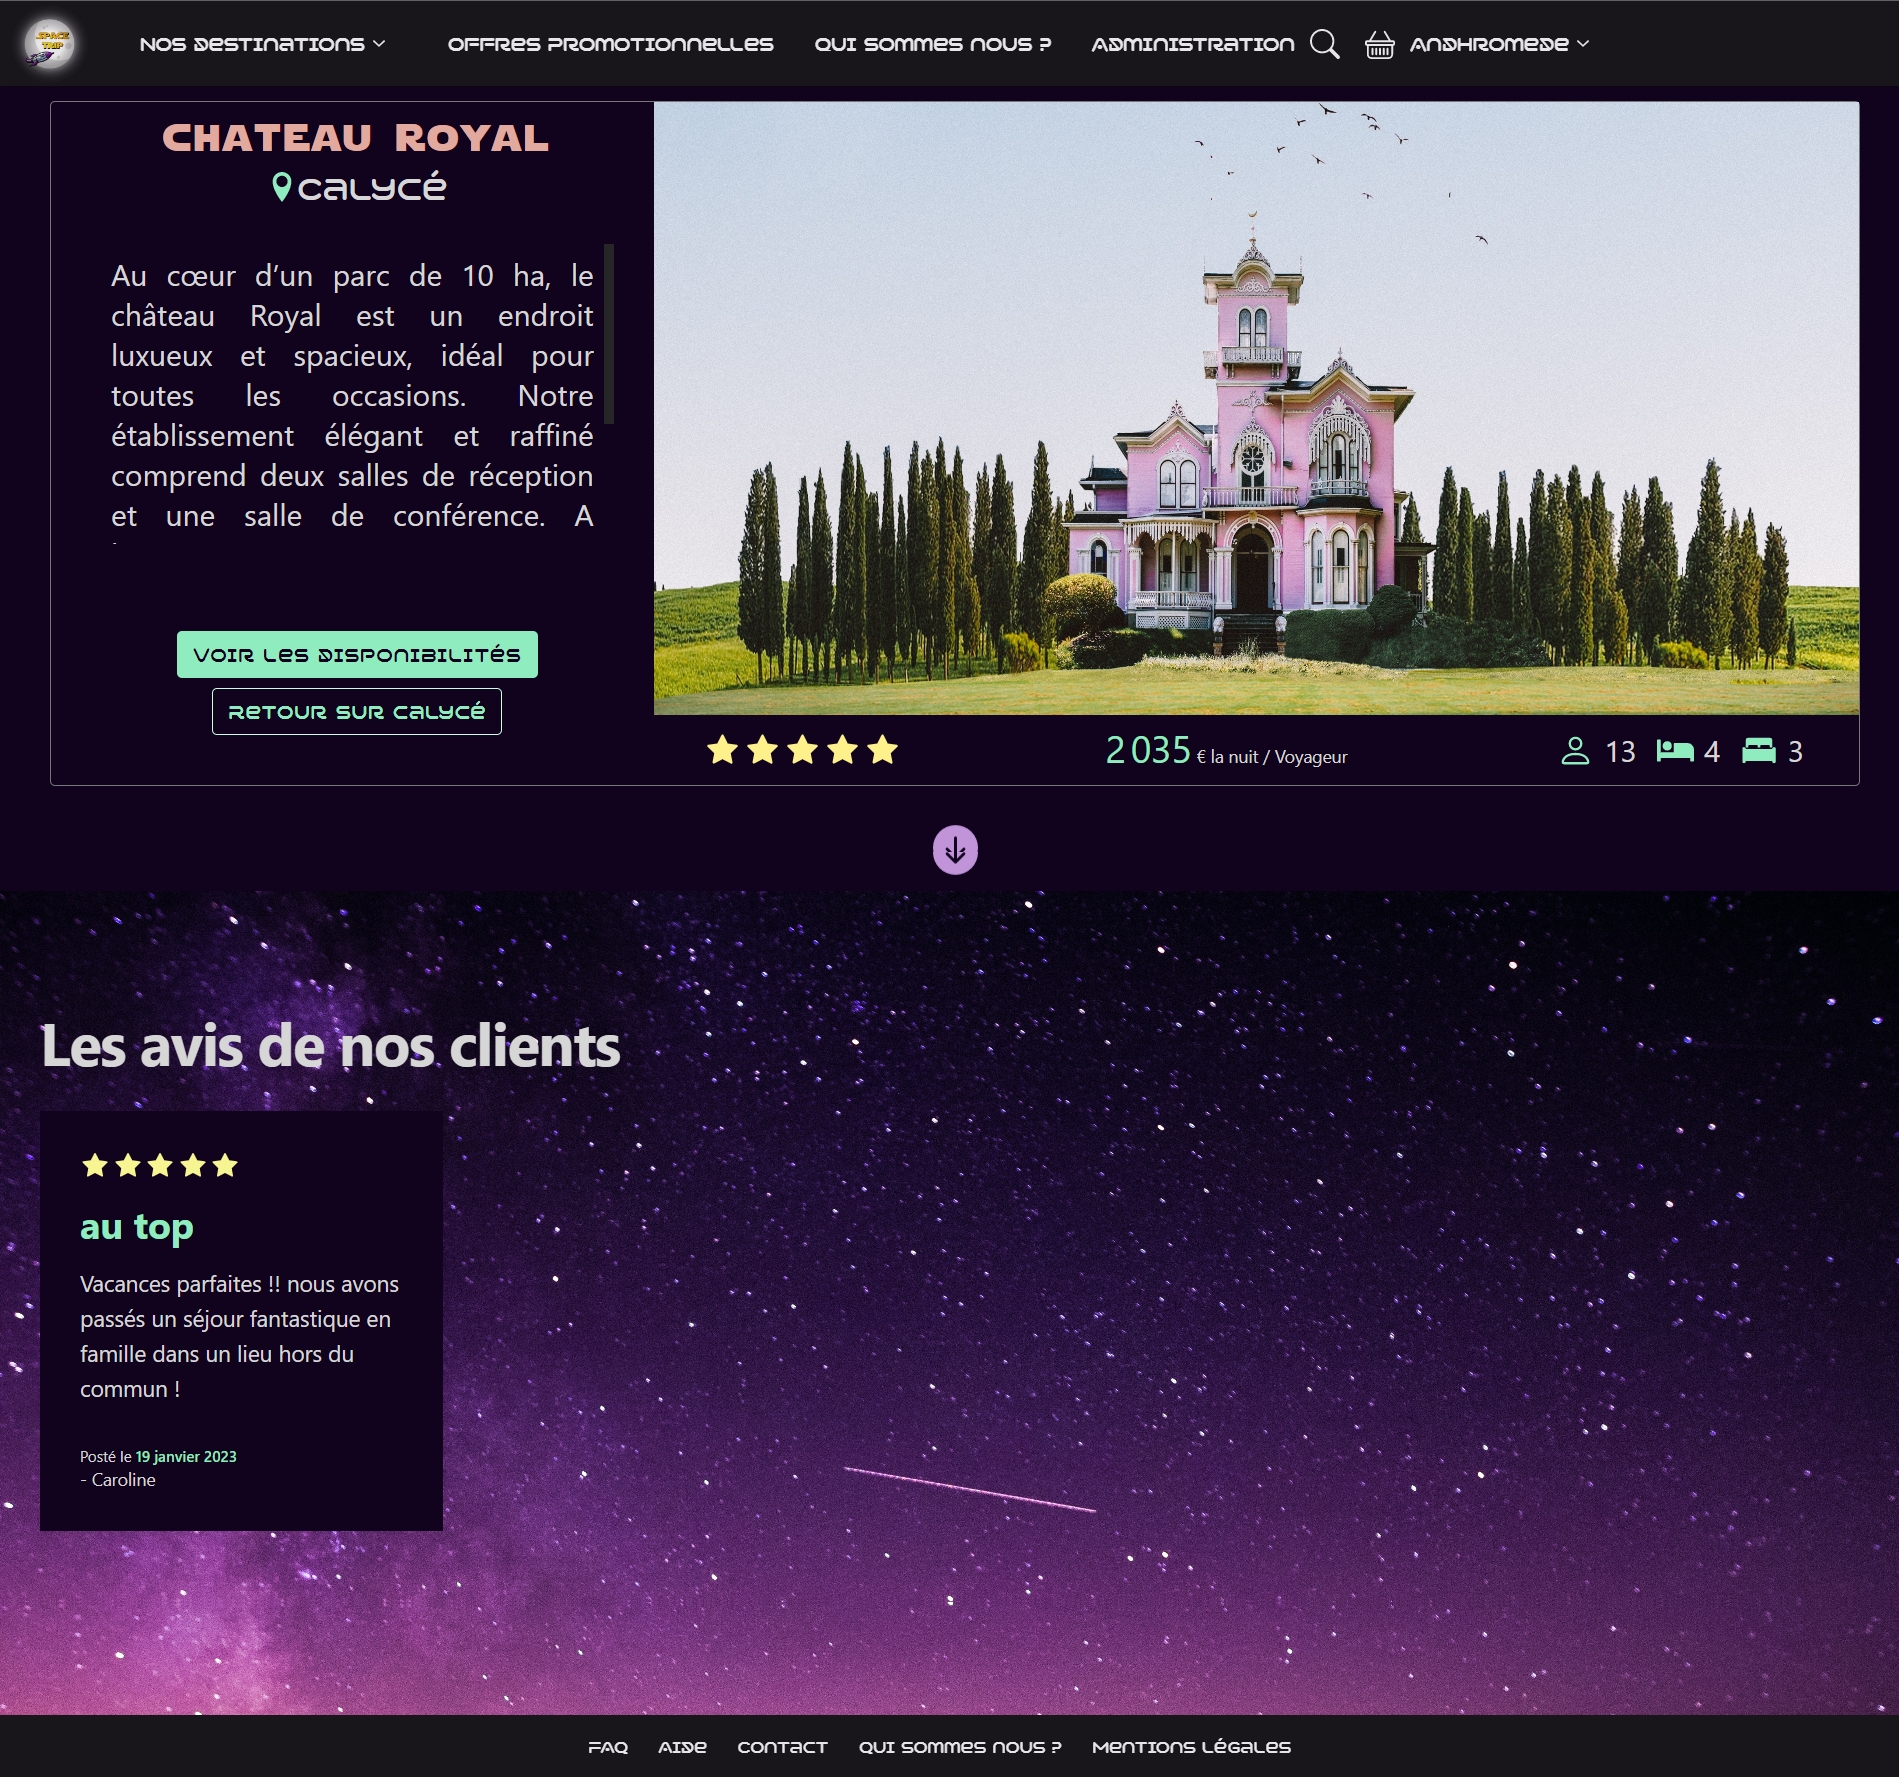 SPACE
TRIP
NOS DESTINATIONS
OFFRES PROMOTIONNELLES
QUI SOMMES NOUS ?
ADMINISTRATION
ANDHROMEDE
CHATEAU ROYAL
CALYCÉ
Au cœur d’un parc de 10 ha, le
château Royal est un endroit
luxueux et spacieux, idéal pour
toutes les occasions. Notre
établissement élégant et raffiné
comprend deux salles de réception
et une salle de conférence. A
VOIR LES DISPONIBILITÉS
RETOUR SUR CALYCÉ
2 035 € la nuit / Voyageur
13
4
3
Les avis de nos clients
au top
Vacances parfaites !! nous avons
passés un séjour fantastique en
famille dans un lieu hors du
commun !
Posté le 19 janvier 2023
- Caroline
FAQ
AIDE
CONTACT
QUI SOMMES NOUS ?
MENTIONS LÉGALES